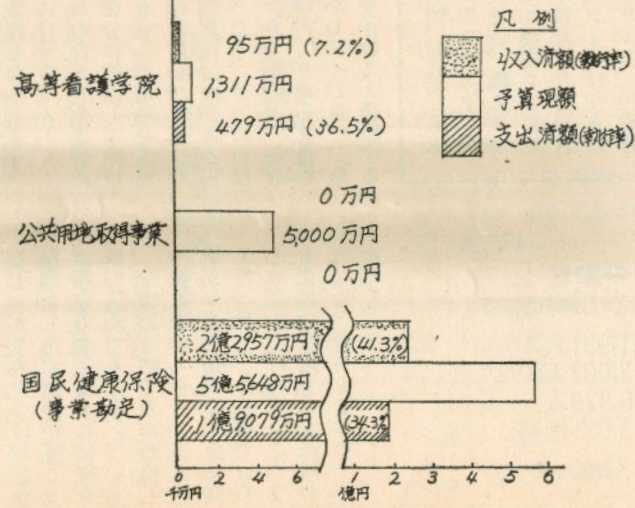 凡例
収入済額(執行率)
予算現額
支出済額(執行率)
高等看護学院
95万円(7.2%)
1,311万円
479万円(36.5%)
公共用地取得事業
0万円
5,000万円
0万円
国民健康保険
(事業勘定)
2億2957万円 (41.3%)
5億5,648万円
1億9079万円 (34.3%)
0 2 4 6 1 2 3 4 5 6
千万円 億円